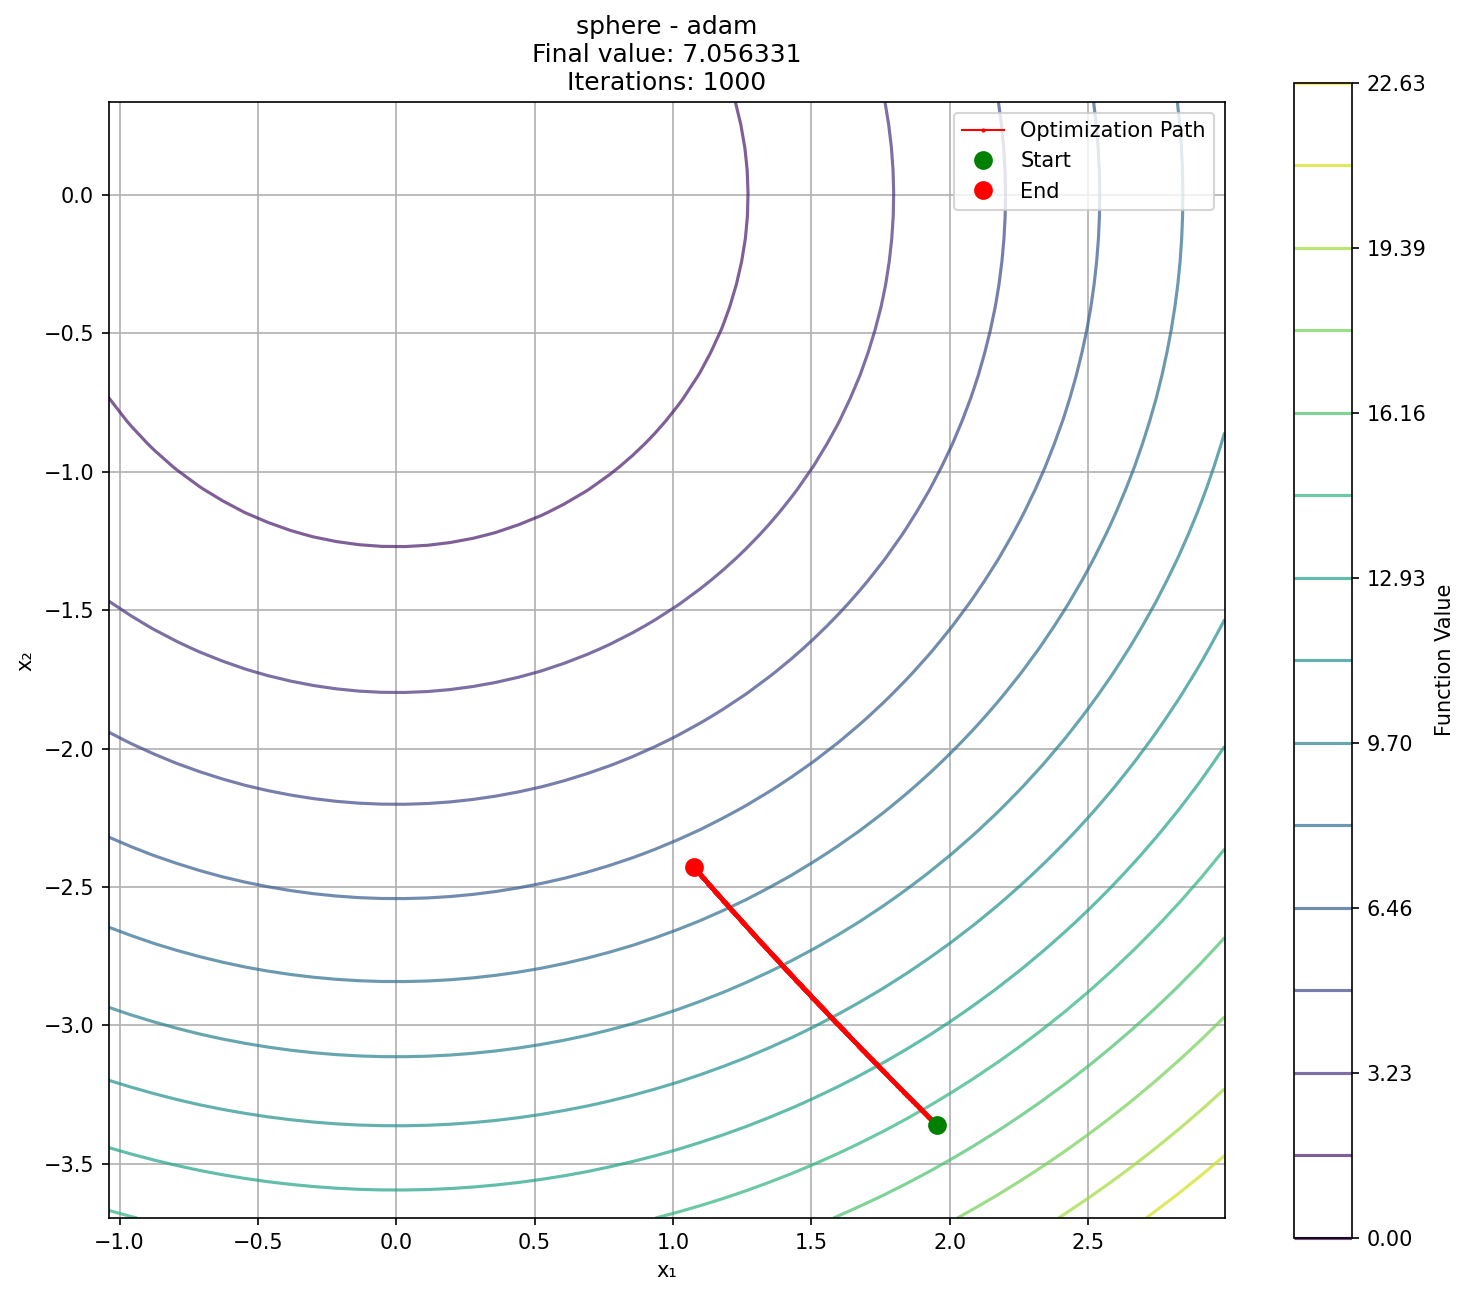 sphere - adam
Final value: 7.056331
Iterations: 1000
Optimization Path
Start
End
0.0
−0.5
−1.0
−1.5
−2.0
−2.5
−3.0
−3.5
x₂
−1.0 −0.5 0.0 0.5 1.0 1.5 2.0 2.5
x₁
22.63
19.39
16.16
12.93
9.70
6.46
3.23
0.00
Function Value